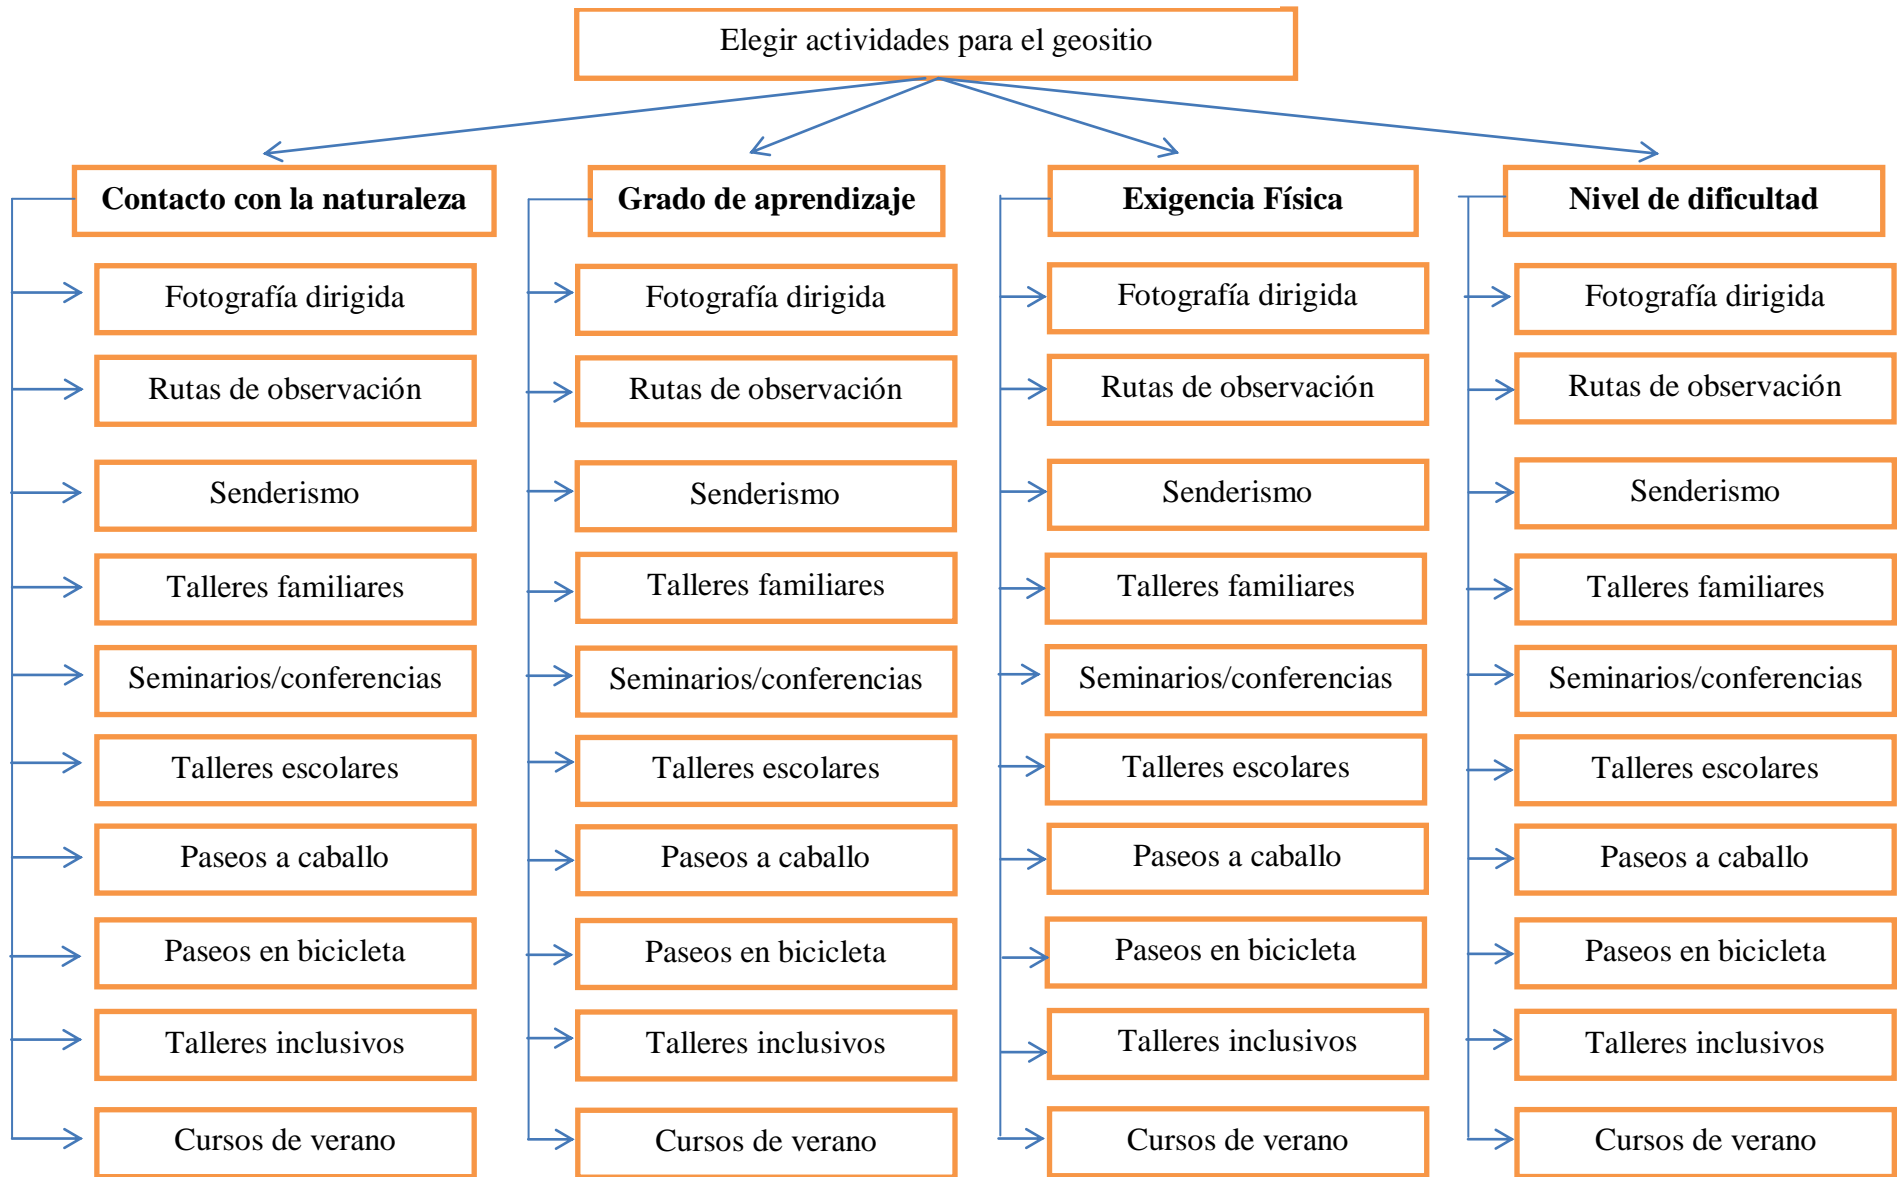 Elegir actividades para el geositio
Contacto con la naturaleza
Fotografía dirigida
Rutas de observación
Senderismo
Talleres familiares
Seminarios/conferencias
Talleres escolares
Paseos a caballo
Paseos en bicicleta
Talleres inclusivos
Cursos de verano
Grado de aprendizaje
Fotografía dirigida
Rutas de observación
Senderismo
Talleres familiares
Seminarios/conferencias
Talleres escolares
Paseos a caballo
Paseos en bicicleta
Talleres inclusivos
Cursos de verano
Exigencia Física
Fotografía dirigida
Rutas de observación
Senderismo
Talleres familiares
Seminarios/conferencias
Talleres escolares
Paseos a caballo
Paseos en bicicleta
Talleres inclusivos
Cursos de verano
Nivel de dificultad
Fotografía dirigida
Rutas de observación
Senderismo
Talleres familiares
Seminarios/conferencias
Talleres escolares
Paseos a caballo
Paseos en bicicleta
Talleres inclusivos
Cursos de verano